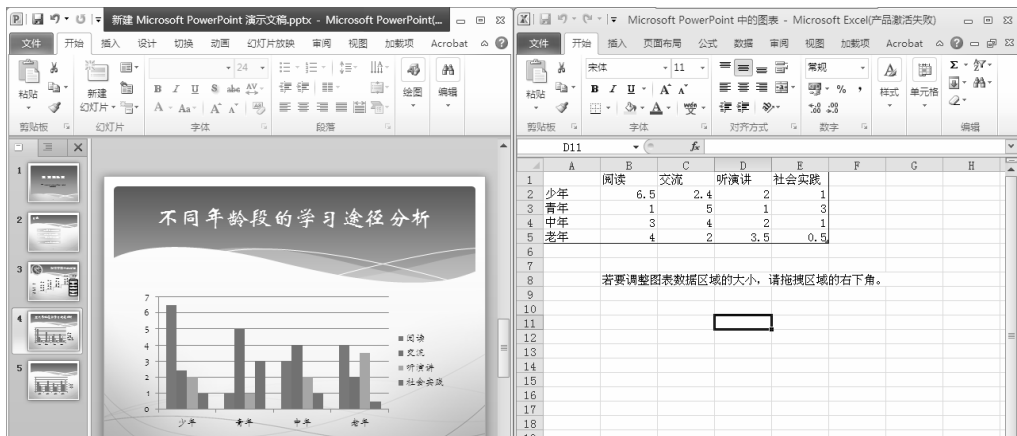 新建 Microsoft PowerPoint 演示文稿.pptx - Microsoft PowerPoint(...
文件 开始 插入 设计 切换 动画 幻灯片放映 审阅 视图 加载项 Acrobat
24
粘贴 新建 幻灯片 B I U S abc AV Aa A A 绘图 编辑
剪贴板 幻灯片 字体 段落
1
2
3
4
5
不同年龄段的学习途径分析
7
6
5
4
3
2
1
0
少年 青年 中年 老年
阅读
交流
听演讲
社会实践
Microsoft PowerPoint 中的图表 - Microsoft Excel(产品激活失败)
文件 开始 插入 页面布局 公式 数据 审阅 视图 加载项 Acrobat
宋体 11 常规
粘贴 B I U A A % , 样式 单元格
剪贴板 字体 对齐方式 数字 编辑
D11 fx
A B C D E F G H
1 阅读 交流 听演讲 社会实践
2 少年 6.5 2.4 2 1
3 青年 1 5 1 3
4 中年 3 4 2 1
5 老年 4 2 3.5 0.5
6
7
8 若要调整图表数据区域的大小，请拖拽区域的右下角。
9
10
11
12
13
14
15
16
17
18